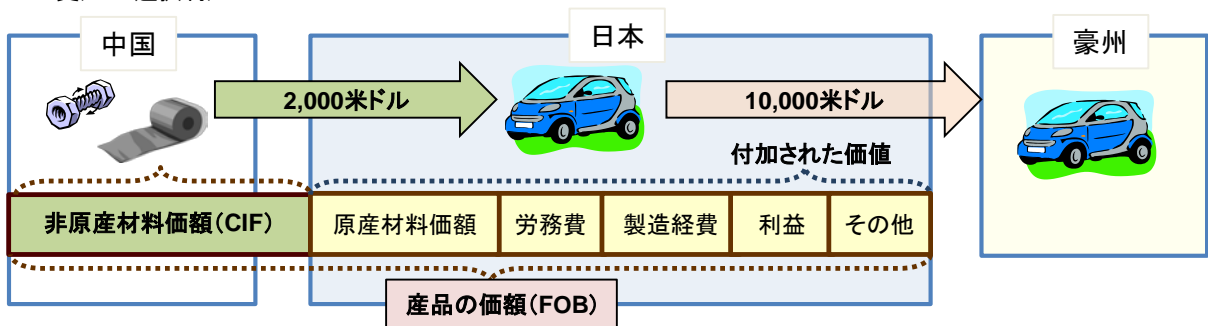 中国
日本
豪州
2,000米ドル
10,000米ドル
付加された価値
非原産材料価額(CIF)
原産材料価額
労務費
製造経費
利益
その他
産品の価額(FOB)